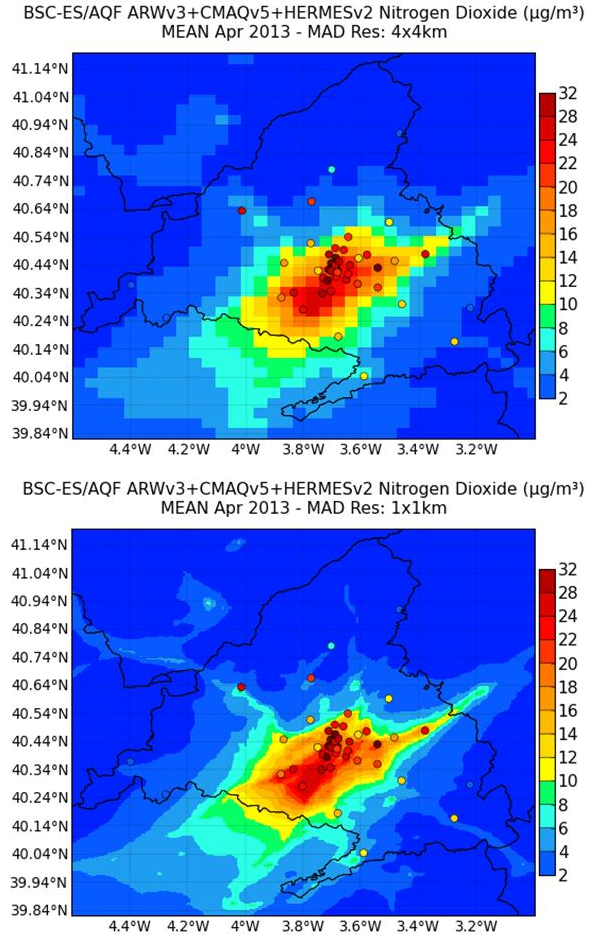 BSC-ES/AQF ARWv3+CMAQv5+HERMESv2 Nitrogen Dioxide (µg/m³)
MEAN Apr 2013 - MAD Res: 4x4km
41.14°N
41.04°N
40.94°N
40.84°N
40.74°N
40.64°N
40.54°N
40.44°N
40.34°N
40.24°N
40.14°N
40.04°N
39.94°N
39.84°N
4.4°W 4.2°W 4°W 3.8°W 3.6°W 3.4°W 3.2°W
32
28
26
24
22
20
18
16
14
12
10
8
6
4
2
BSC-ES/AQF ARWv3+CMAQv5+HERMESv2 Nitrogen Dioxide (µg/m³)
MEAN Apr 2013 - MAD Res: 1x1km
41.14°N
41.04°N
40.94°N
40.84°N
40.74°N
40.64°N
40.54°N
40.44°N
40.34°N
40.24°N
40.14°N
40.04°N
39.94°N
39.84°N
4.4°W 4.2°W 4°W 3.8°W 3.6°W 3.4°W 3.2°W
32
28
26
24
22
20
18
16
14
12
10
8
6
4
2